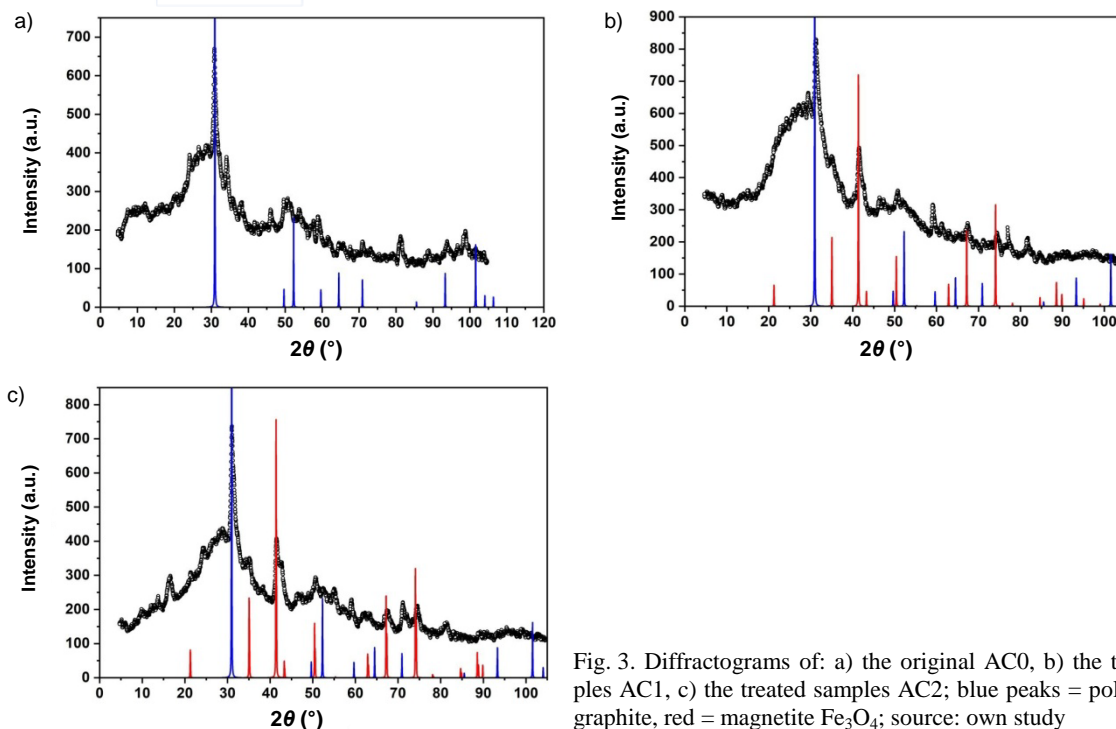 a)
700
600
500
400
300
200
100
0
Intensity (a.u.)
0 10 20 30 40 50 60 70 80 90 100 110 120
2θ (°)
b)
900
800
700
600
500
400
300
200
100
0
Intensity (a.u.)
0 10 20 30 40 50 60 70 80 90 100
2θ (°)
c)
800
700
600
500
400
300
200
100
0
Intensity (a.u.)
0 10 20 30 40 50 60 70 80 90 100
2θ (°)
Fig. 3. Diffractograms of: a) the original AC0, b) the
ples AC1, c) the treated samples AC2; blue peaks =
graphite, red = magnetite Fe₃O₄; source: own study